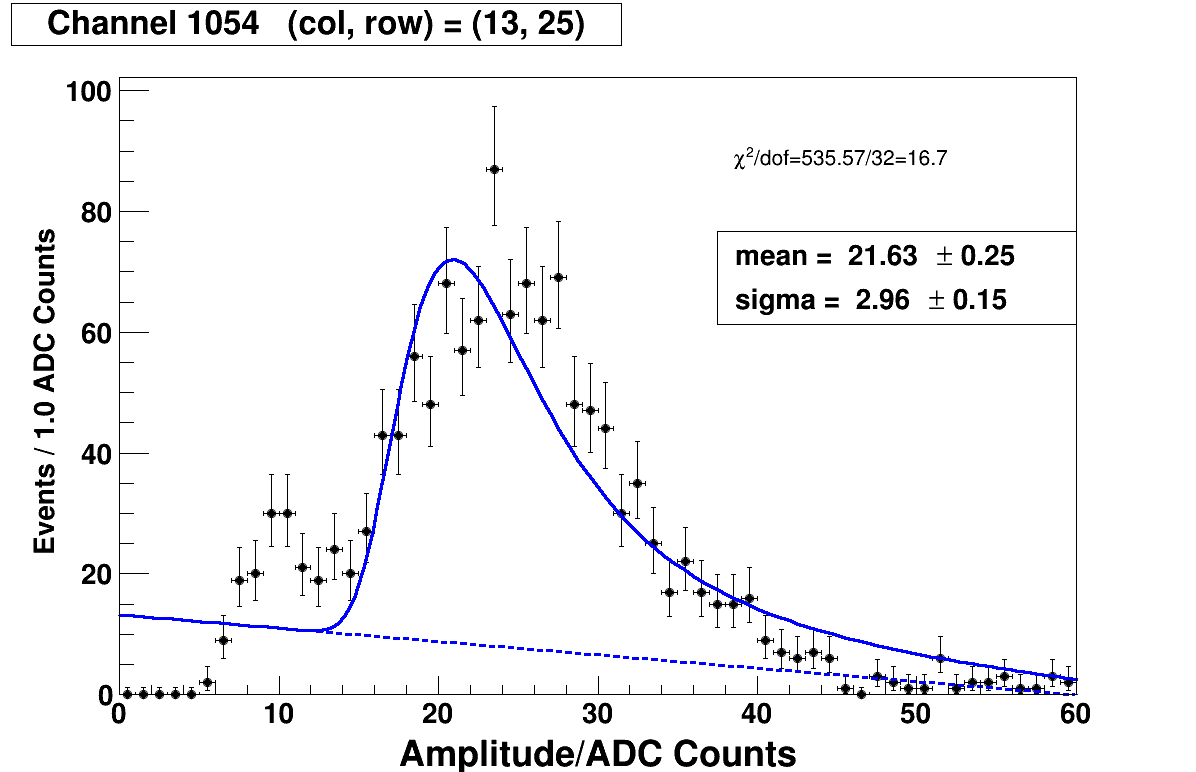 Channel 1054 (col, row) = (13, 25)
100
80
60
40
20
0
Events / 1.0 ADC Counts
χ²/dof=535.57/32=16.7
mean = 21.63 ± 0.25
sigma = 2.96 ± 0.15
0 10 20 30 40 50 60
Amplitude/ADC Counts